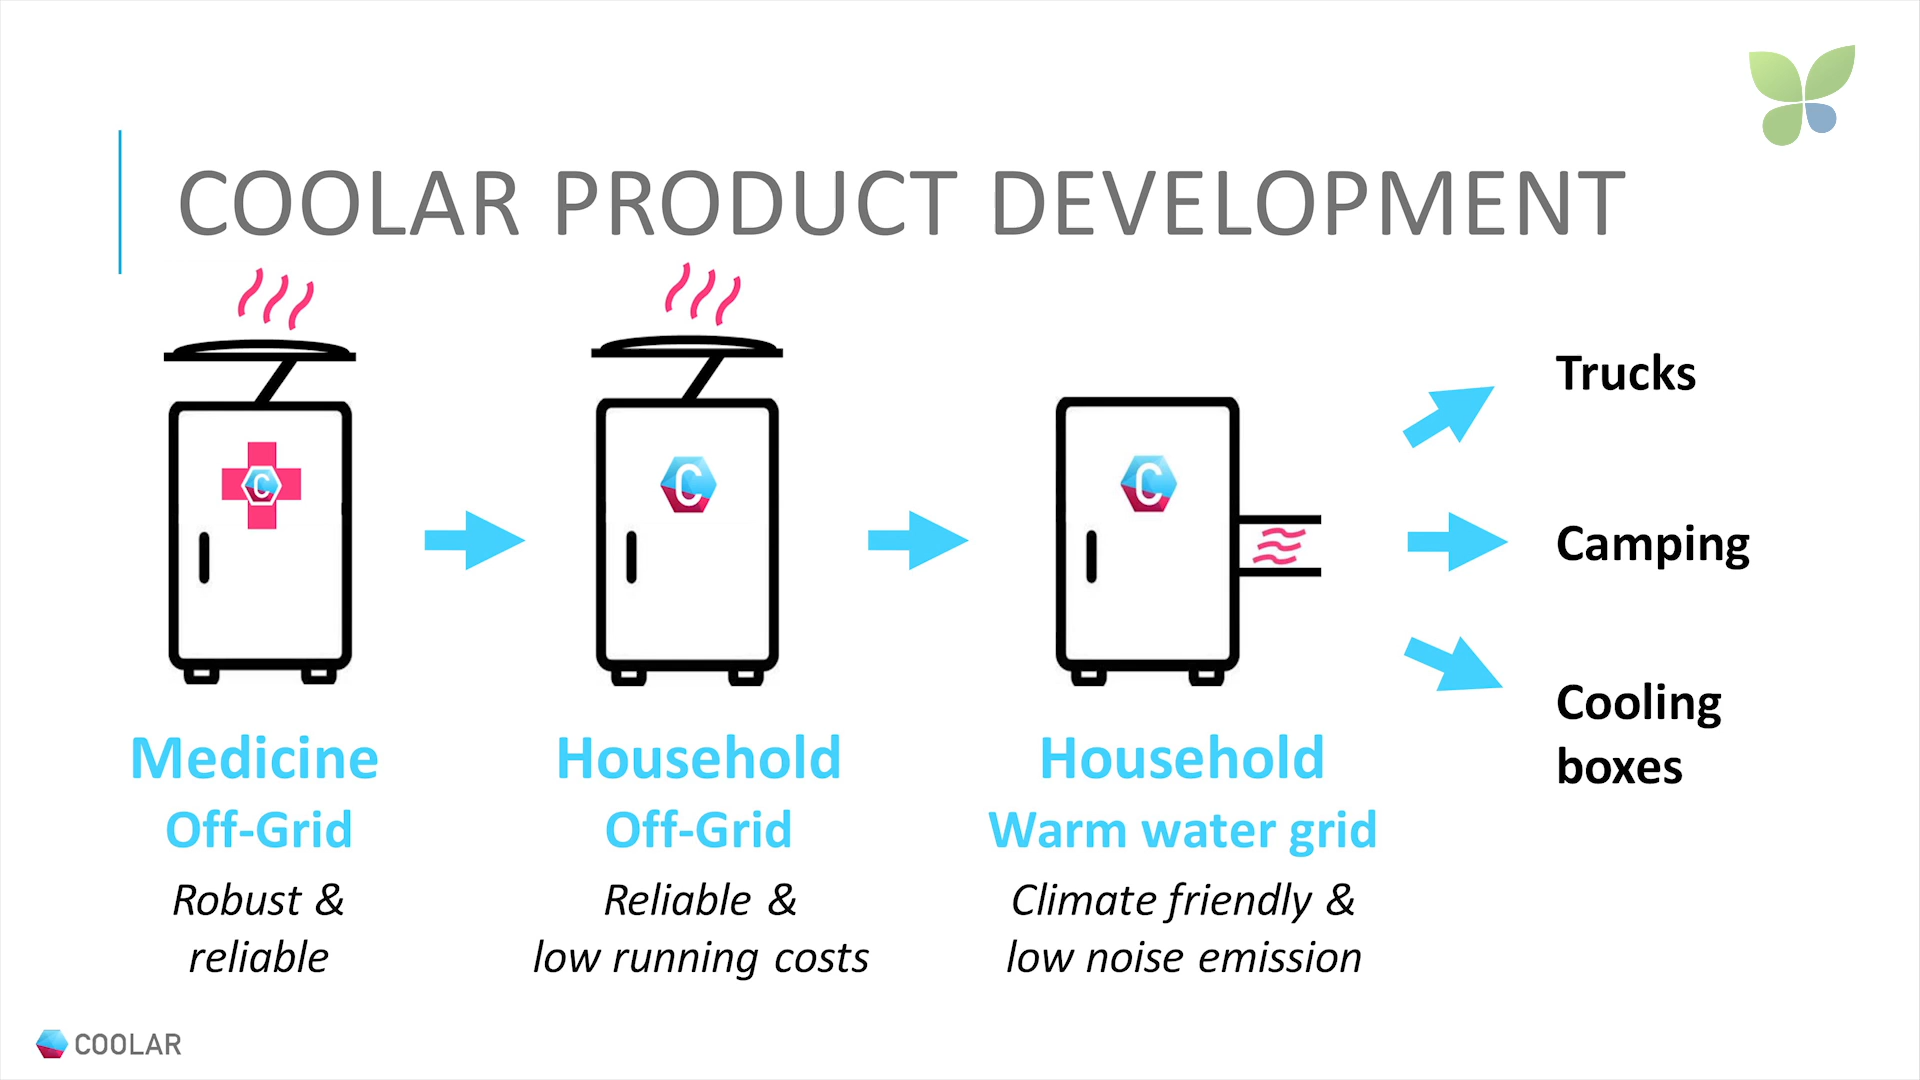 COOLAR PRODUCT DEVELOPMENT
C
C
C
Trucks
Camping
Cooling
boxes
Medicine
Off-Grid
Robust &
reliable
Household
Off-Grid
Reliable &
low running costs
Household
Warm water grid
Climate friendly &
low noise emission
COOLAR